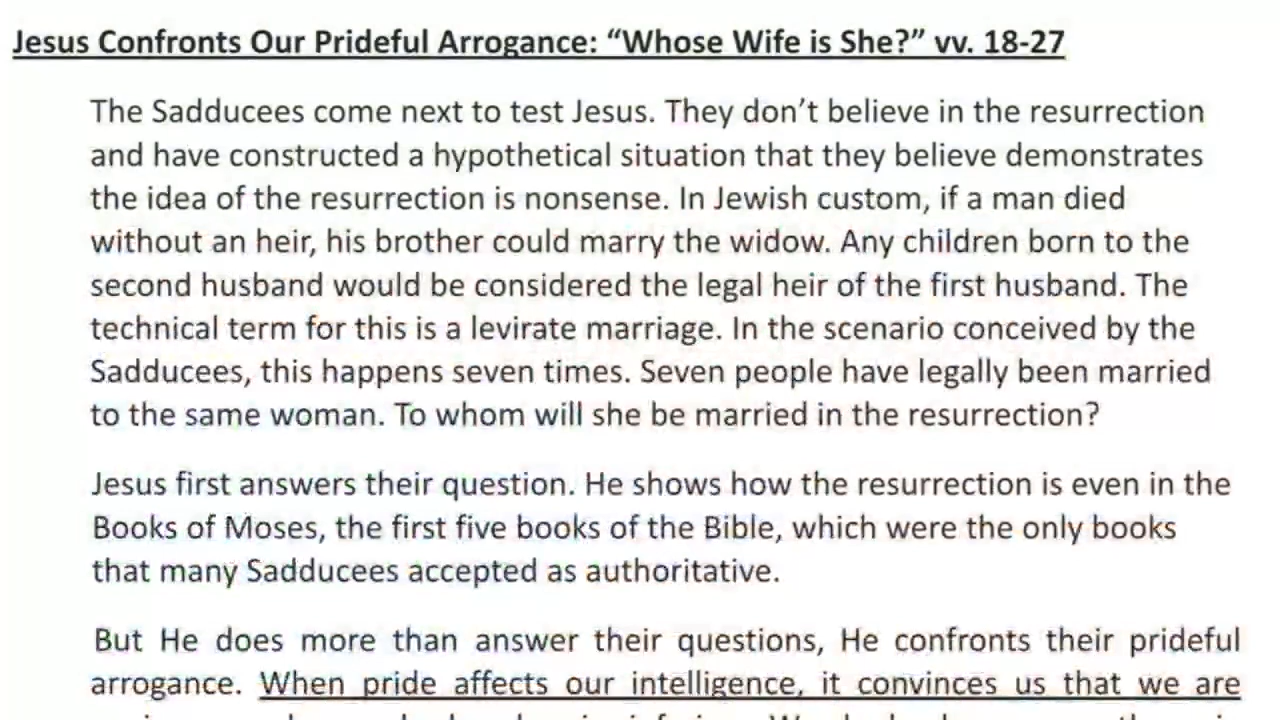 Jesus Confronts Our Prideful Arrogance: “Whose Wife is She?” vv. 18-27
The Sadducees come next to test Jesus. They don’t believe in the resurrection
and have constructed a hypothetical situation that they believe demonstrates
the idea of the resurrection is nonsense. In Jewish custom, if a man died
without an heir, his brother could marry the widow. Any children born to the
second husband would be considered the legal heir of the first husband. The
technical term for this is a levirate marriage. In the scenario conceived by the
Sadducees, this happens seven times. Seven people have legally been married
to the same woman. To whom will she be married in the resurrection?
Jesus first answers their question. He shows how the resurrection is even in the
Books of Moses, the first five books of the Bible, which were the only books
that many Sadducees accepted as authoritative.
But He does more than answer their questions, He confronts their prideful
arrogance. When pride affects our intelligence, it convinces us that we are